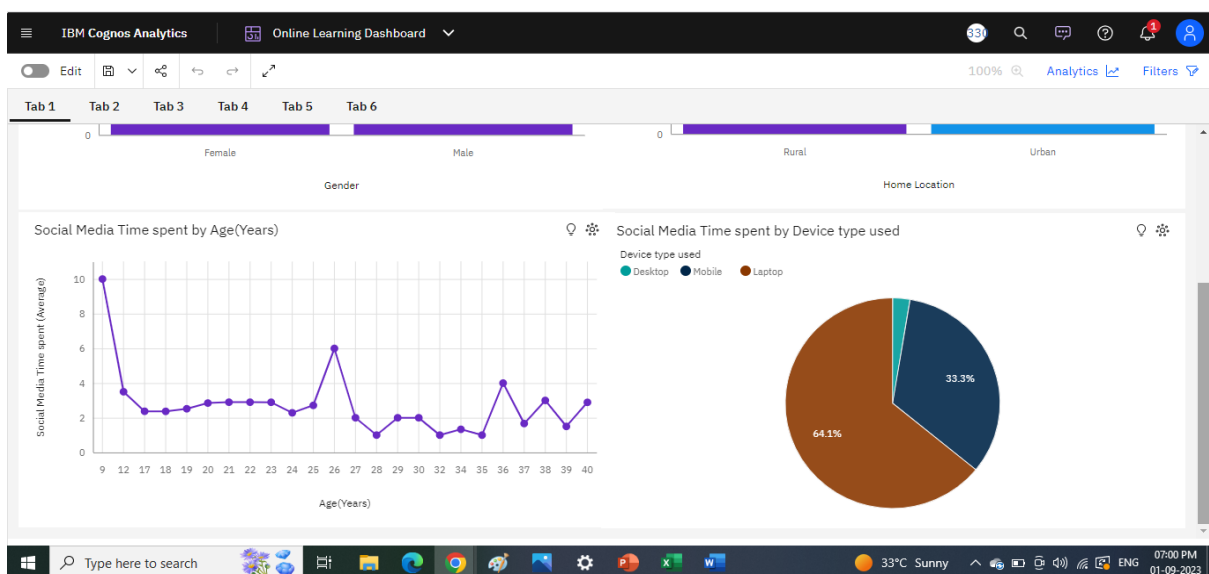 IBM Cognos Analytics
Online Learning Dashboard
330
1
Edit
100%
Analytics
Filters
Tab 1 Tab 2 Tab 3 Tab 4 Tab 5 Tab 6
0
Female Male
Gender
0
Rural Urban
Home Location
Social Media Time spent by Age(Years)
Social Media Time spent (Average)
10
8
6
4
2
0
9 12 17 18 19 20 21 22 23 24 25 26 27 28 29 30 32 34 35 36 37 38 39 40
Age(Years)
Social Media Time spent by Device type used
Device type used
Desktop Mobile Laptop
33.3%
64.1%
Type here to search
33°C Sunny
ENG
07:00 PM
01-09-2023